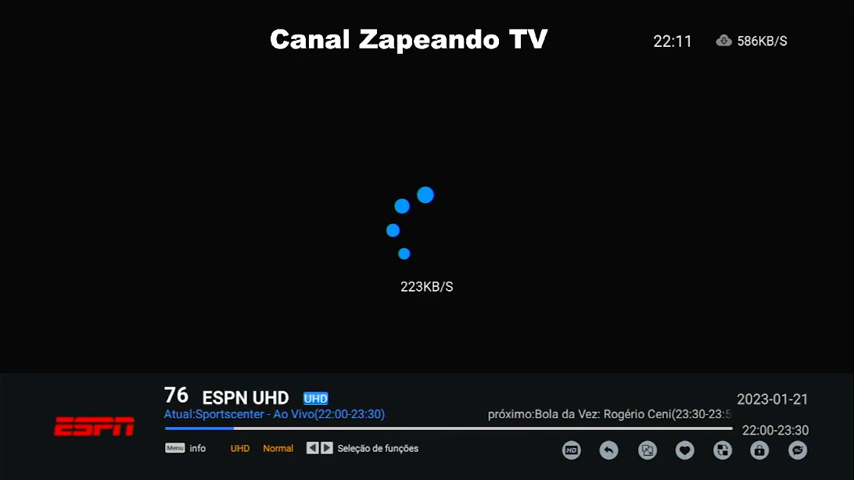 Canal Zapeando TV
22:11
586KB/S
223KB/S
76 ESPN UHD UHD
2023-01-21
Atual:Sportscenter - Ao Vivo(22:00-23:30)
próximo:Bola da Vez: Rogério Ceni(23:30-23:5
ESPN
22:00-23:30
Menu info UHD Normal Seleção de funções
HD